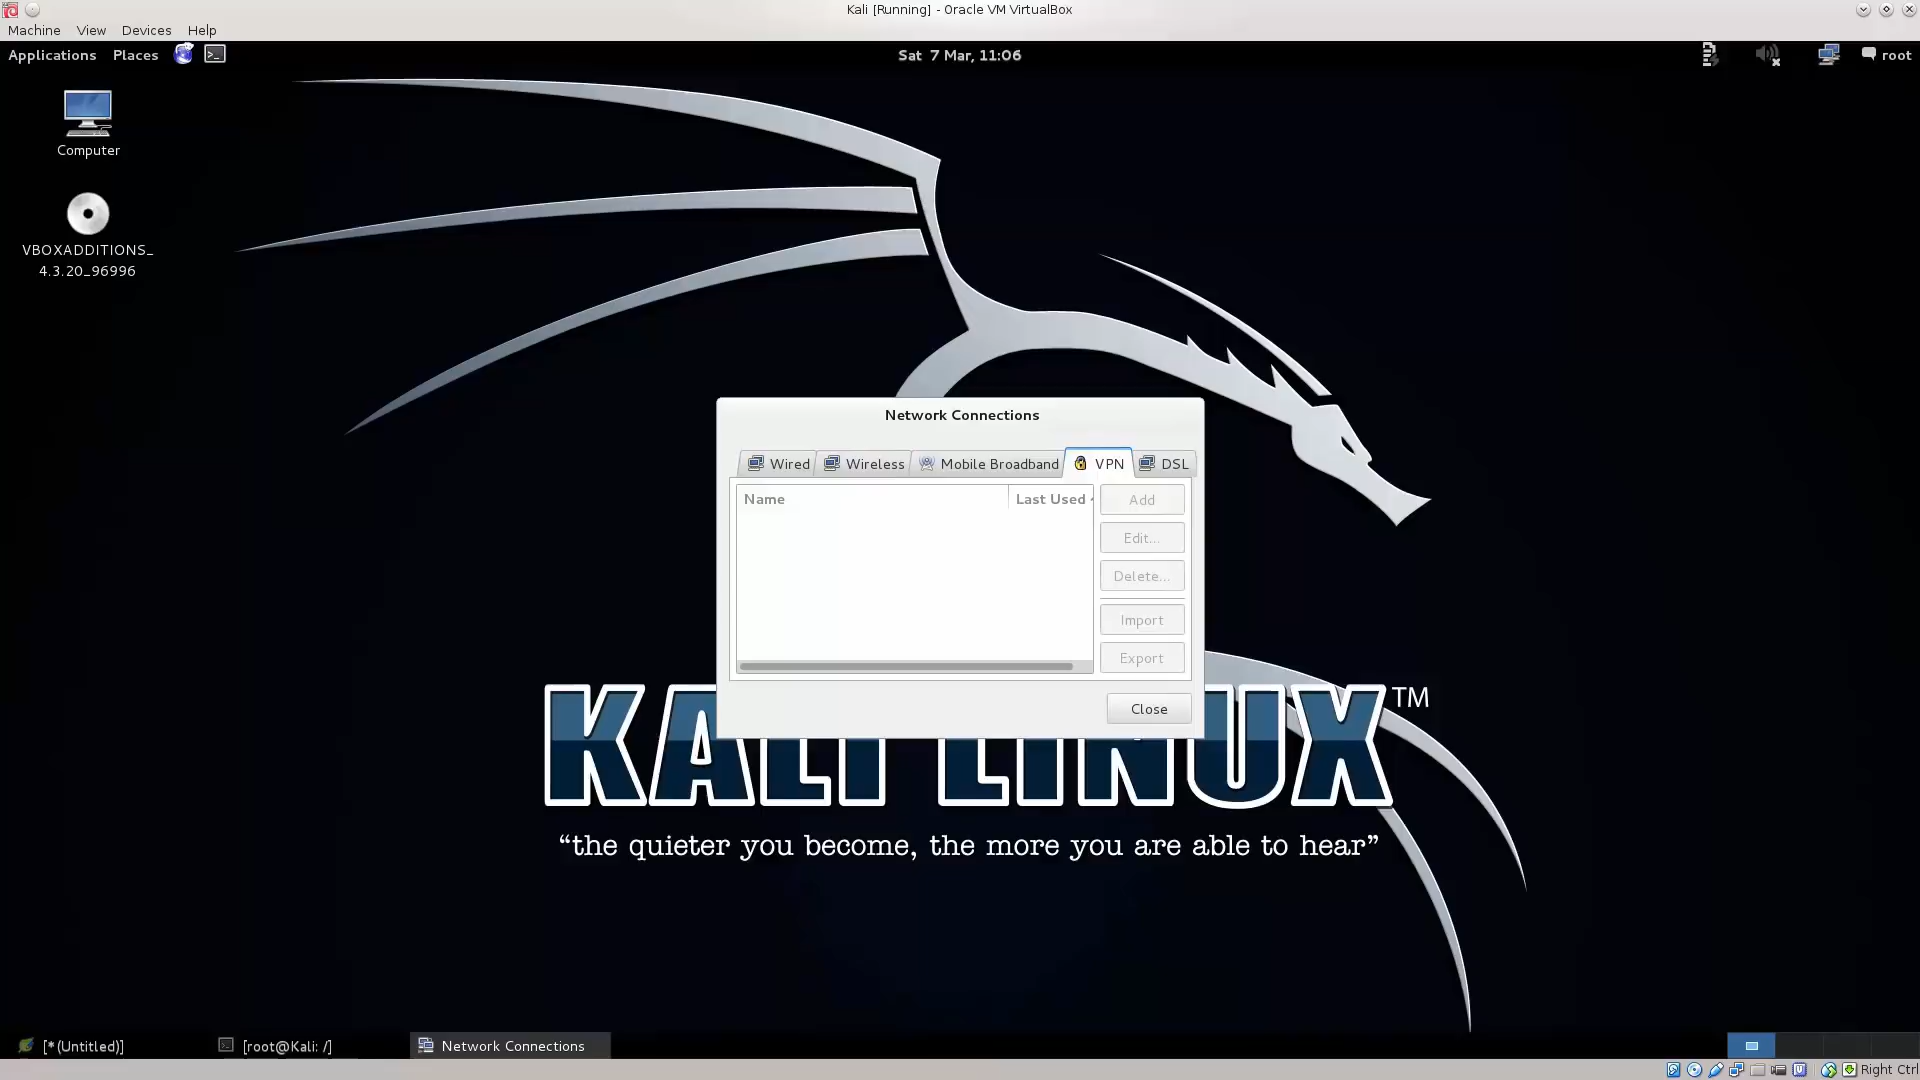 Kali [Running] - Oracle VM VirtualBox
Machine View Devices Help
Applications Places
Sat 7 Mar, 11:06
root
Computer
VBOXADDITIONS_
4.3.20_96996
Network Connections
Wired Wireless Mobile Broadband VPN DSL
Name Last Used
Add
Edit...
Delete...
Import
Export
Close
KALI LINUX TM
“the quieter you become, the more you are able to hear”
[*(Untitled)] [root@Kali: /] Network Connections
Right Ctrl